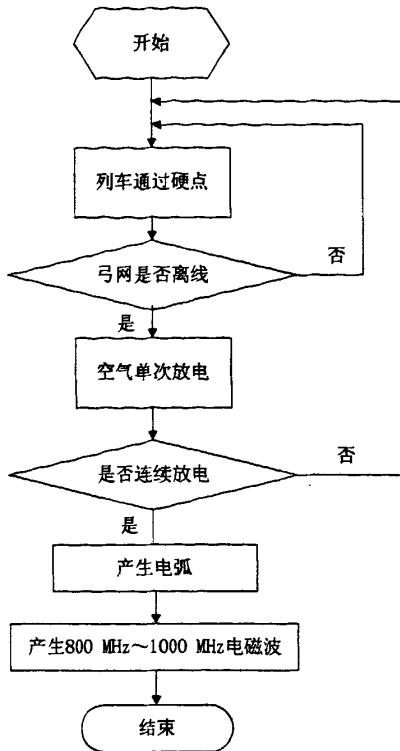 开始
列车通过硬点
弓网是否离线
否
是
空气单次放电
是否连续放电
否
是
产生电弧
产生800 MHz～1000 MHz电磁波
结束